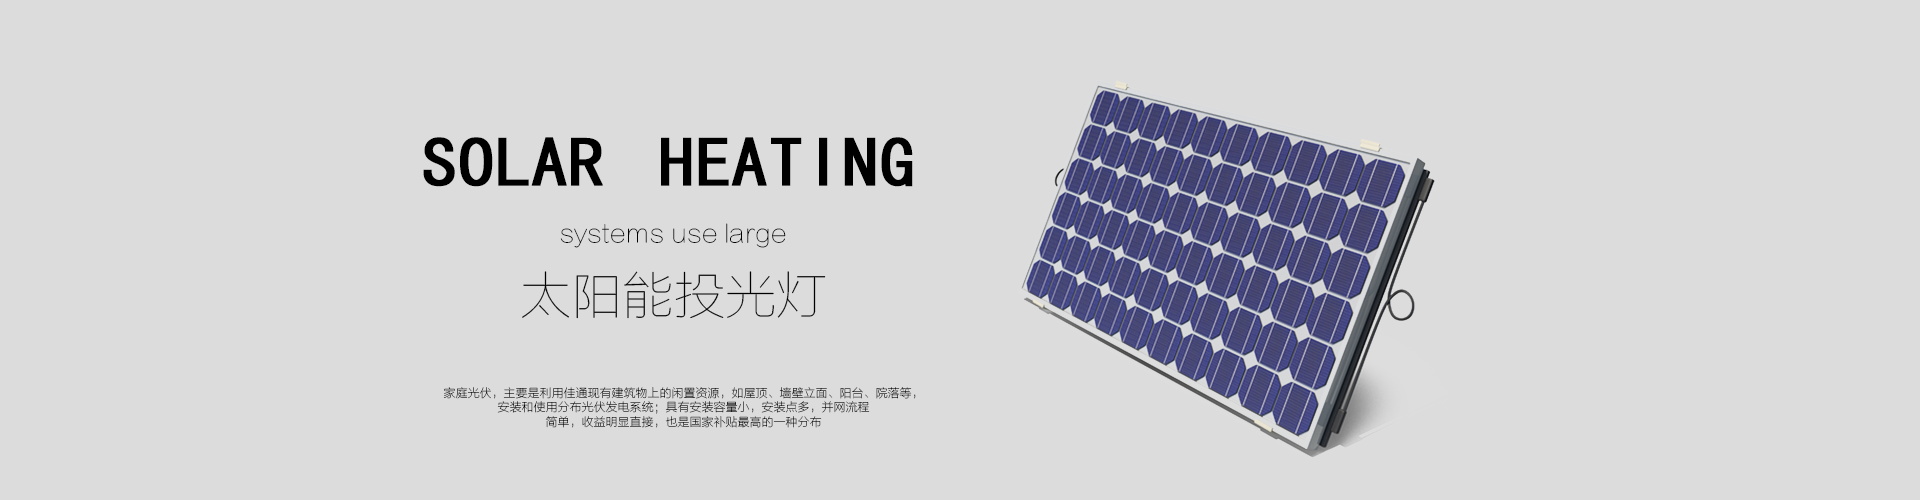 SOLAR HEATING
systems use large
太阳能投光灯
家庭光伏，主要是利用佳通现有建筑物上的闲置资源，如屋顶、墙壁立面、阳台、院落等，
安装和使用分布光伏发电系统；具有安装容量小，安装点多，并网流程
简单，收益明显直接，也是国家补贴最高的一种分布